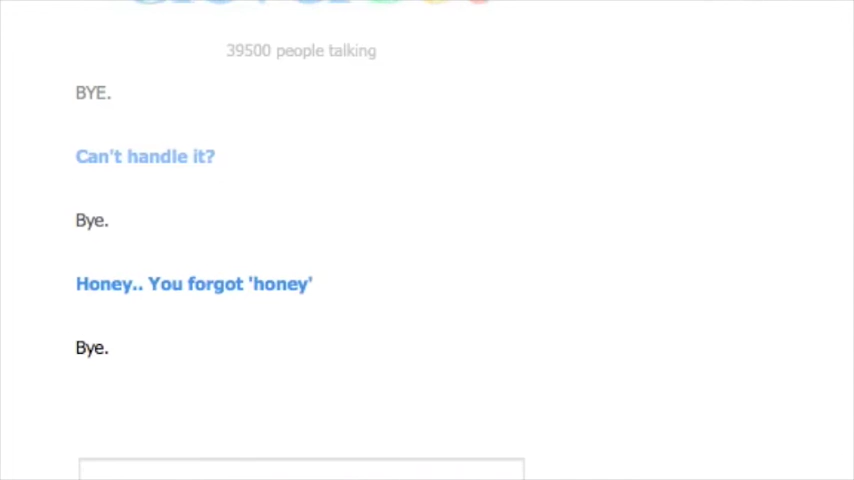 39500 people talking
BYE.
Can't handle it?
Bye.
Honey.. You forgot 'honey'
Bye.